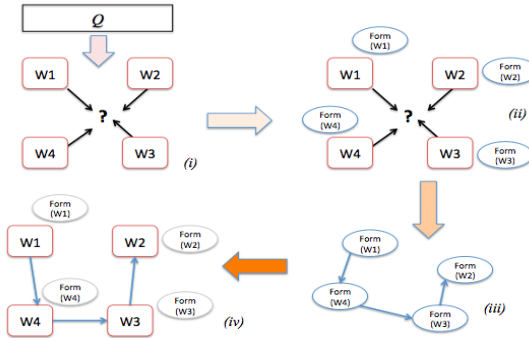 Q
W1
W2
?
W4
W3
(i)
Form
(W1)
W1
W2
Form
(W2)
Form
(W4)
?
(ii)
W4
W3
Form
(W3)
Form
(W1)
W1
W2
Form
(W2)
Form
(W4)
Form
(W3)
W4
W3
(iv)
Form
(W1)
Form
(W2)
Form
(W4)
Form
(W3)
(iii)